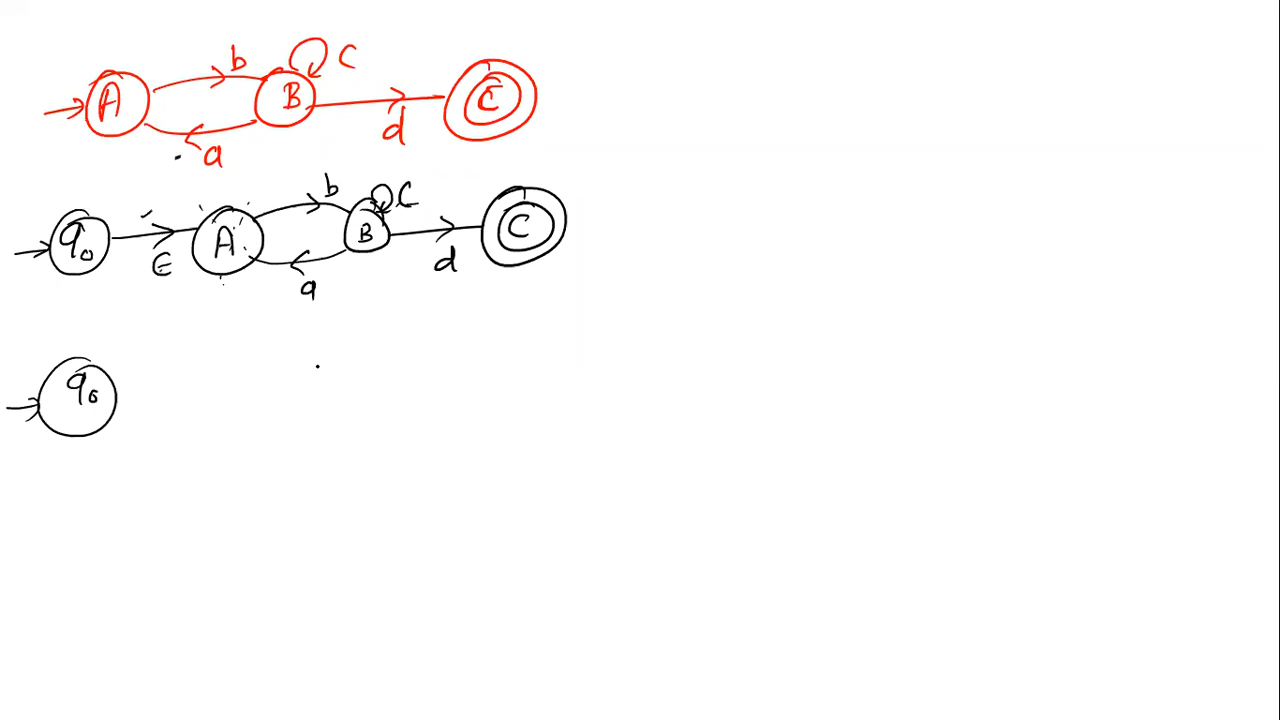 b C
A B C
a d
b C
q0 A B C
ϵ a d
q0